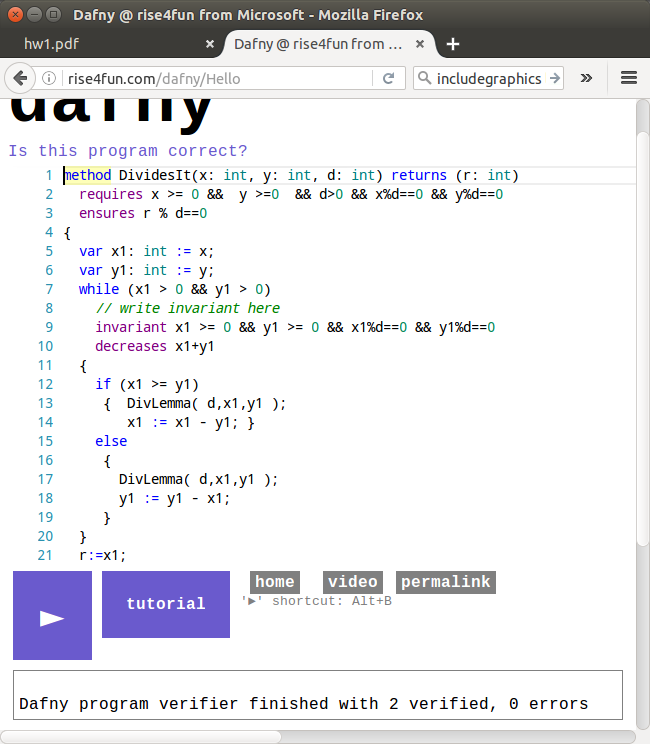 Dafny @ rise4fun from Microsoft - Mozilla Firefox
hw1.pdf × Dafny @ rise4fun from ... × +
rise4fun.com/dafny/Hello includegraphics »
dafny
Is this program correct?
1 method DividesIt(x: int, y: int, d: int) returns (r: int)
2 requires x >= 0 && y >=0 && d>0 && x%d==0 && y%d==0
3 ensures r % d==0
4 {
5 var x1: int := x;
6 var y1: int := y;
7 while (x1 > 0 && y1 > 0)
8 // write invariant here
9 invariant x1 >= 0 && y1 >= 0 && x1%d==0 && y1%d==0
10 decreases x1+y1
11 {
12 if (x1 >= y1)
13 { DivLemma( d,x1,y1 );
14 x1 := x1 - y1; }
15 else
16 {
17 DivLemma( d,x1,y1 );
18 y1 := y1 - x1;
19 }
20 }
21 r:=x1;
► tutorial home video permalink
'►' shortcut: Alt+B
Dafny program verifier finished with 2 verified, 0 errors